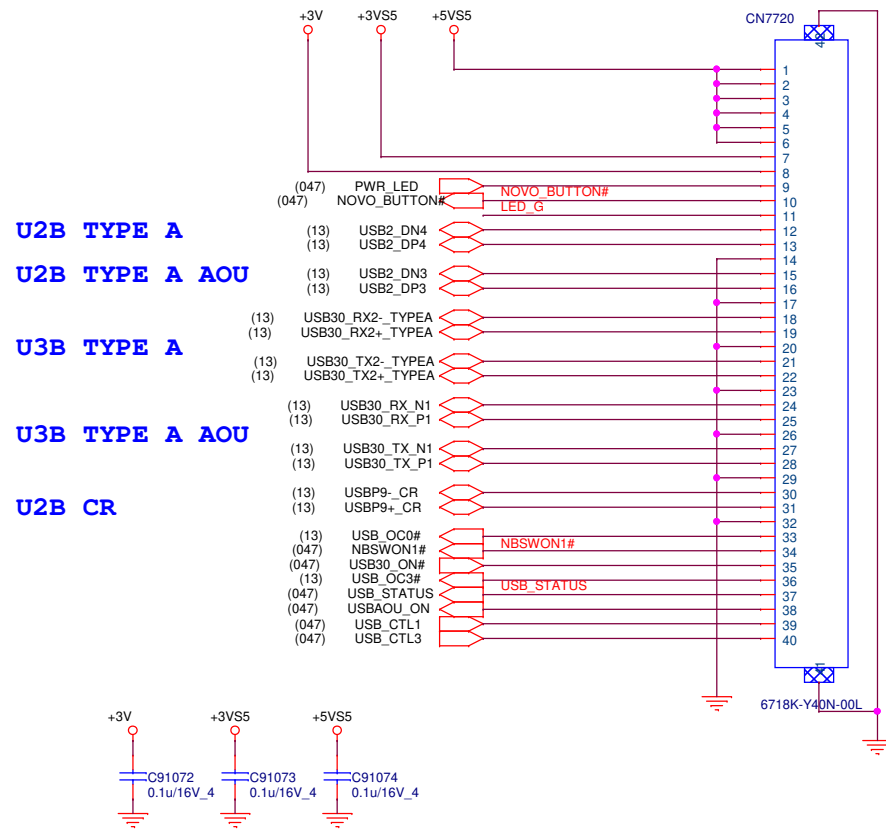 +3V +3VS5 +5VS5 CN7720
42
1
2
3
4
5
6
7
8
(047) PWR_LED 9
(047) NOVO_BUTTON# NOVO_BUTTON# 10
LED_G 11
U2B TYPE A
(13) USB2_DN4 12
(13) USB2_DP4 13
14
U2B TYPE A AOU
(13) USB2_DN3 15
(13) USB2_DP3 16
17
(13) USB30_RX2-_TYPEA 18
(13) USB30_RX2+_TYPEA 19
U3B TYPE A
20
(13) USB30_TX2-_TYPEA 21
(13) USB30_TX2+_TYPEA 22
23
(13) USB30_RX_N1 24
(13) USB30_RX_P1 25
U3B TYPE A AOU
26
(13) USB30_TX_N1 27
(13) USB30_TX_P1 28
29
(13) USBP9-_CR 30
U2B CR
(13) USBP9+_CR 31
32
(13) USB_OC0# 33
(047) NBSWON1# NBSWON1# 34
(047) USB30_ON# 35
(13) USB_OC3# 36
(047) USB_STATUS USB_STATUS 37
(047) USBAOU_ON 38
(047) USB_CTL1 39
(047) USB_CTL3 40
41
6718K-Y40N-00L
+3V +3VS5 +5VS5
C91072 C91073 C91074
0.1u/16V_4 0.1u/16V_4 0.1u/16V_4